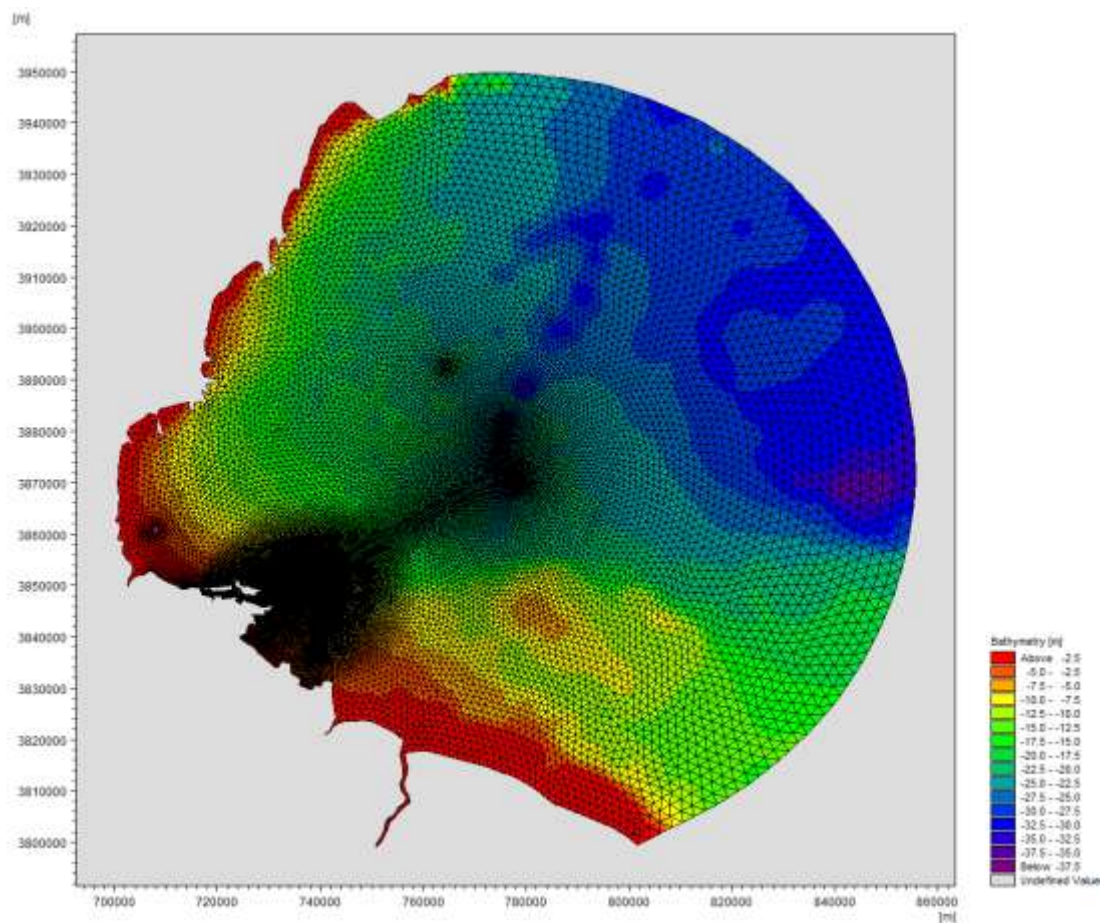 [m]
3950000
3940000
3930000
3920000
3910000
3900000
3890000
3880000
3870000
3860000
3850000
3840000
3830000
3820000
3810000
3800000
700000 720000 740000 760000 780000 800000 820000 840000 860000
[m]
Bathymetry [m]
Above -2.5
-5.0 - -2.5
-7.5 - -5.0
-10.0 - -7.5
-12.5 - -10.0
-15.0 - -12.5
-17.5 - -15.0
-20.0 - -17.5
-22.5 - -20.0
-25.0 - -22.5
-27.5 - -25.0
-30.0 - -27.5
-32.5 - -30.0
-35.0 - -32.5
-37.5 - -35.0
Below -37.5
Undefined Value